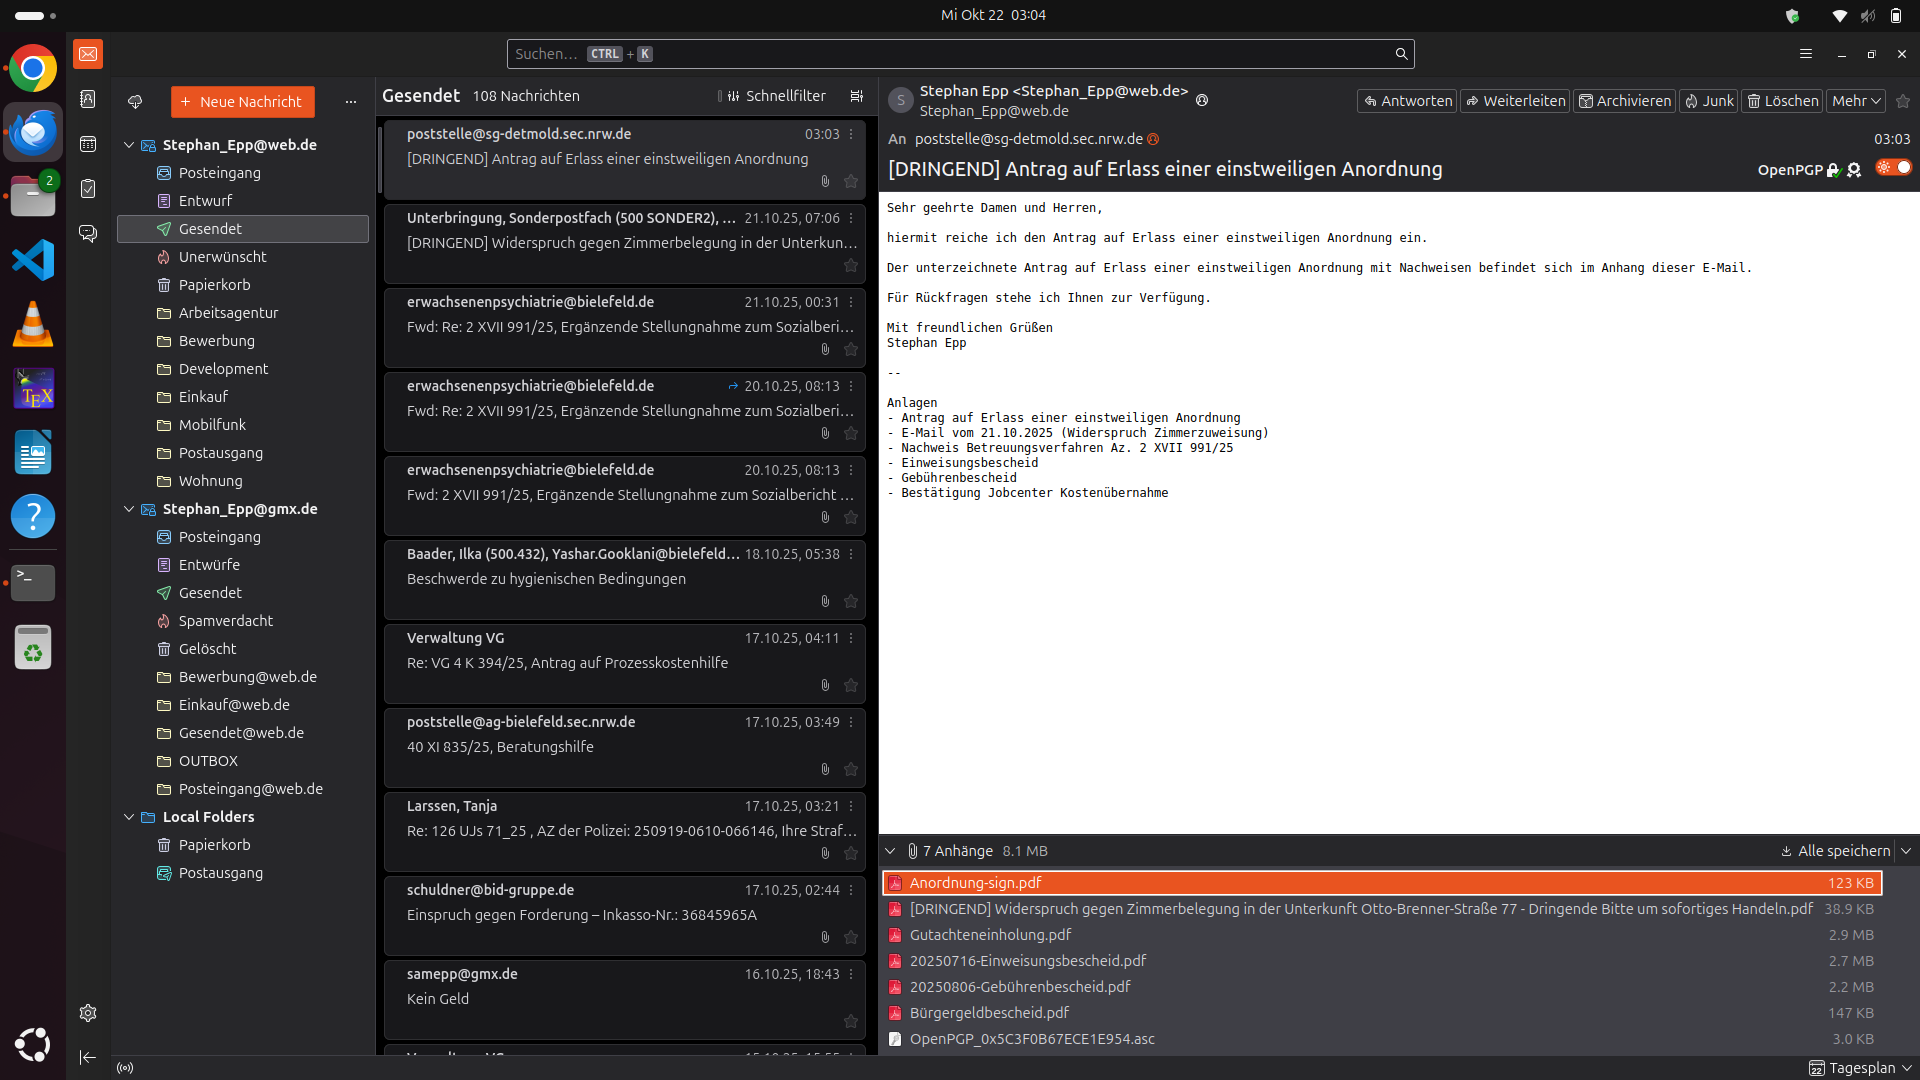 Mi Okt 22 03:04
2
Suchen… CTRL + K
Neue Nachricht
Stephan_Epp@web.de
Posteingang
Entwurf
Gesendet
Unerwünscht
Papierkorb
Arbeitsagentur
Bewerbung
Development
Einkauf
Mobilfunk
Postausgang
Wohnung
Stephan_Epp@gmx.de
Posteingang
Entwürfe
Gesendet
Spamverdacht
Gelöscht
Bewerbung@web.de
Einkauf@web.de
Gesendet@web.de
OUTBOX
Posteingang@web.de
Local Folders
Papierkorb
Postausgang
Gesendet 108 Nachrichten Schnellfilter
poststelle@sg-detmold.sec.nrw.de 03:03
[DRINGEND] Antrag auf Erlass einer einstweiligen Anordnung
Unterbringung, Sonderpostfach (500 SONDER2), … 21.10.25, 07:06
[DRINGEND] Widerspruch gegen Zimmerbelegung in der Unterkun…
erwachsenenpsychiatrie@bielefeld.de 21.10.25, 00:31
Fwd: Re: 2 XVII 991/25, Ergänzende Stellungnahme zum Sozialberi…
erwachsenenpsychiatrie@bielefeld.de 20.10.25, 08:13
Fwd: Re: 2 XVII 991/25, Ergänzende Stellungnahme zum Sozialberi…
erwachsenenpsychiatrie@bielefeld.de 20.10.25, 08:13
Fwd: 2 XVII 991/25, Ergänzende Stellungnahme zum Sozialbericht …
Baader, Ilka (500.432), Yashar.Gooklani@bielefeld… 18.10.25, 05:38
Beschwerde zu hygienischen Bedingungen
Verwaltung VG 17.10.25, 04:11
Re: VG 4 K 394/25, Antrag auf Prozesskostenhilfe
poststelle@ag-bielefeld.sec.nrw.de 17.10.25, 03:49
40 XI 835/25, Beratungshilfe
Larssen, Tanja 17.10.25, 03:21
Re: 126 UJs 71_25 , AZ der Polizei: 250919-0610-066146, Ihre Straf…
schuldner@bid-gruppe.de 17.10.25, 02:44
Einspruch gegen Forderung – Inkasso-Nr.: 36845965A
samepp@gmx.de 16.10.25, 18:43
Kein Geld
S
Stephan Epp <Stephan_Epp@web.de>
Stephan_Epp@web.de
Antworten Weiterleiten Archivieren Junk Löschen Mehr
An poststelle@sg-detmold.sec.nrw.de 03:03
[DRINGEND] Antrag auf Erlass einer einstweiligen Anordnung OpenPGP
Sehr geehrte Damen und Herren,
hiermit reiche ich den Antrag auf Erlass einer einstweiligen Anordnung ein.
Der unterzeichnete Antrag auf Erlass einer einstweiligen Anordnung mit Nachweisen befindet sich im Anhang dieser E-Mail.
Für Rückfragen stehe ich Ihnen zur Verfügung.
Mit freundlichen Grüßen
Stephan Epp
--
Anlagen
- Antrag auf Erlass einer einstweiligen Anordnung
- E-Mail vom 21.10.2025 (Widerspruch Zimmerzuweisung)
- Nachweis Betreuungsverfahren Az. 2 XVII 991/25
- Einweisungsbescheid
- Gebührenbescheid
- Bestätigung Jobcenter Kostenübernahme
7 Anhänge 8.1 MB Alle speichern
Anordnung-sign.pdf 123 KB
[DRINGEND] Widerspruch gegen Zimmerbelegung in der Unterkunft Otto-Brenner-Straße 77 - Dringende Bitte um sofortiges Handeln.pdf 38.9 KB
Gutachteneinholung.pdf 2.9 MB
20250716-Einweisungsbescheid.pdf 2.7 MB
20250806-Gebührenbescheid.pdf 2.2 MB
Bürgergeldbescheid.pdf 147 KB
OpenPGP_0x5C3F0B67ECE1E954.asc 3.0 KB
22 Tagesplan